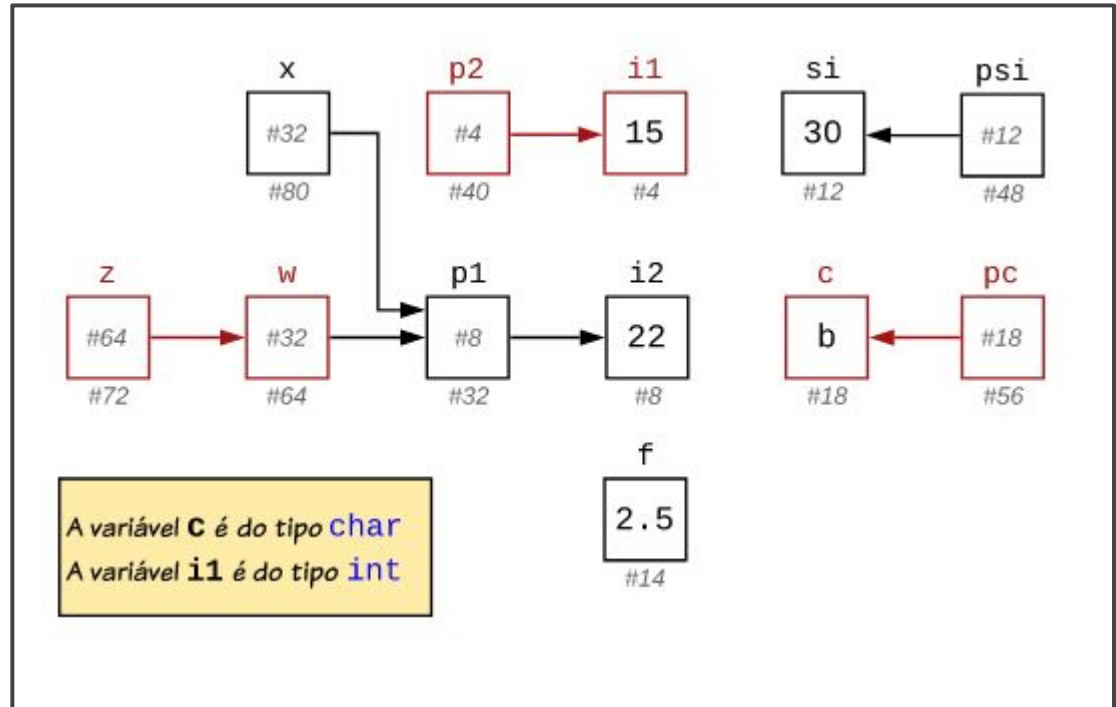 x p2 i1 si psi
#32 #4 15 30 #12
#80 #40 #4 #12 #48
z w p1 i2 c pc
#64 #32 #8 22 b #18
#72 #64 #32 #8 #18 #56
f
2.5
#14
A variável c é do tipo char
A variável i1 é do tipo int